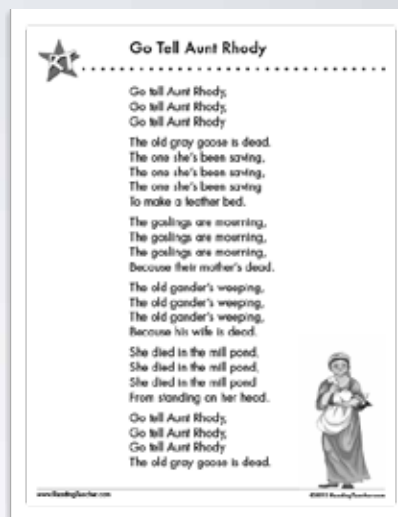 Go Tell Aunt Rhody
RT
Go tell Aunt Rhody,
Go tell Aunt Rhody,
Go tell Aunt Rhody
The old gray goose is dead.
The one she's been saving,
The one she's been saving,
The one she's been saving
To make a feather bed.
The goslings are mourning,
The goslings are mourning,
The goslings are mourning,
Because their mother's dead.
The old gander's weeping,
The old gander's weeping,
The old gander's weeping,
Because his wife is dead.
She died in the mill pond,
She died in the mill pond,
She died in the mill pond
From standing on her head.
Go tell Aunt Rhody,
Go tell Aunt Rhody,
Go tell Aunt Rhody
The old gray goose is dead.
www.ReadingTeacher.com
ReadingTeacher.com